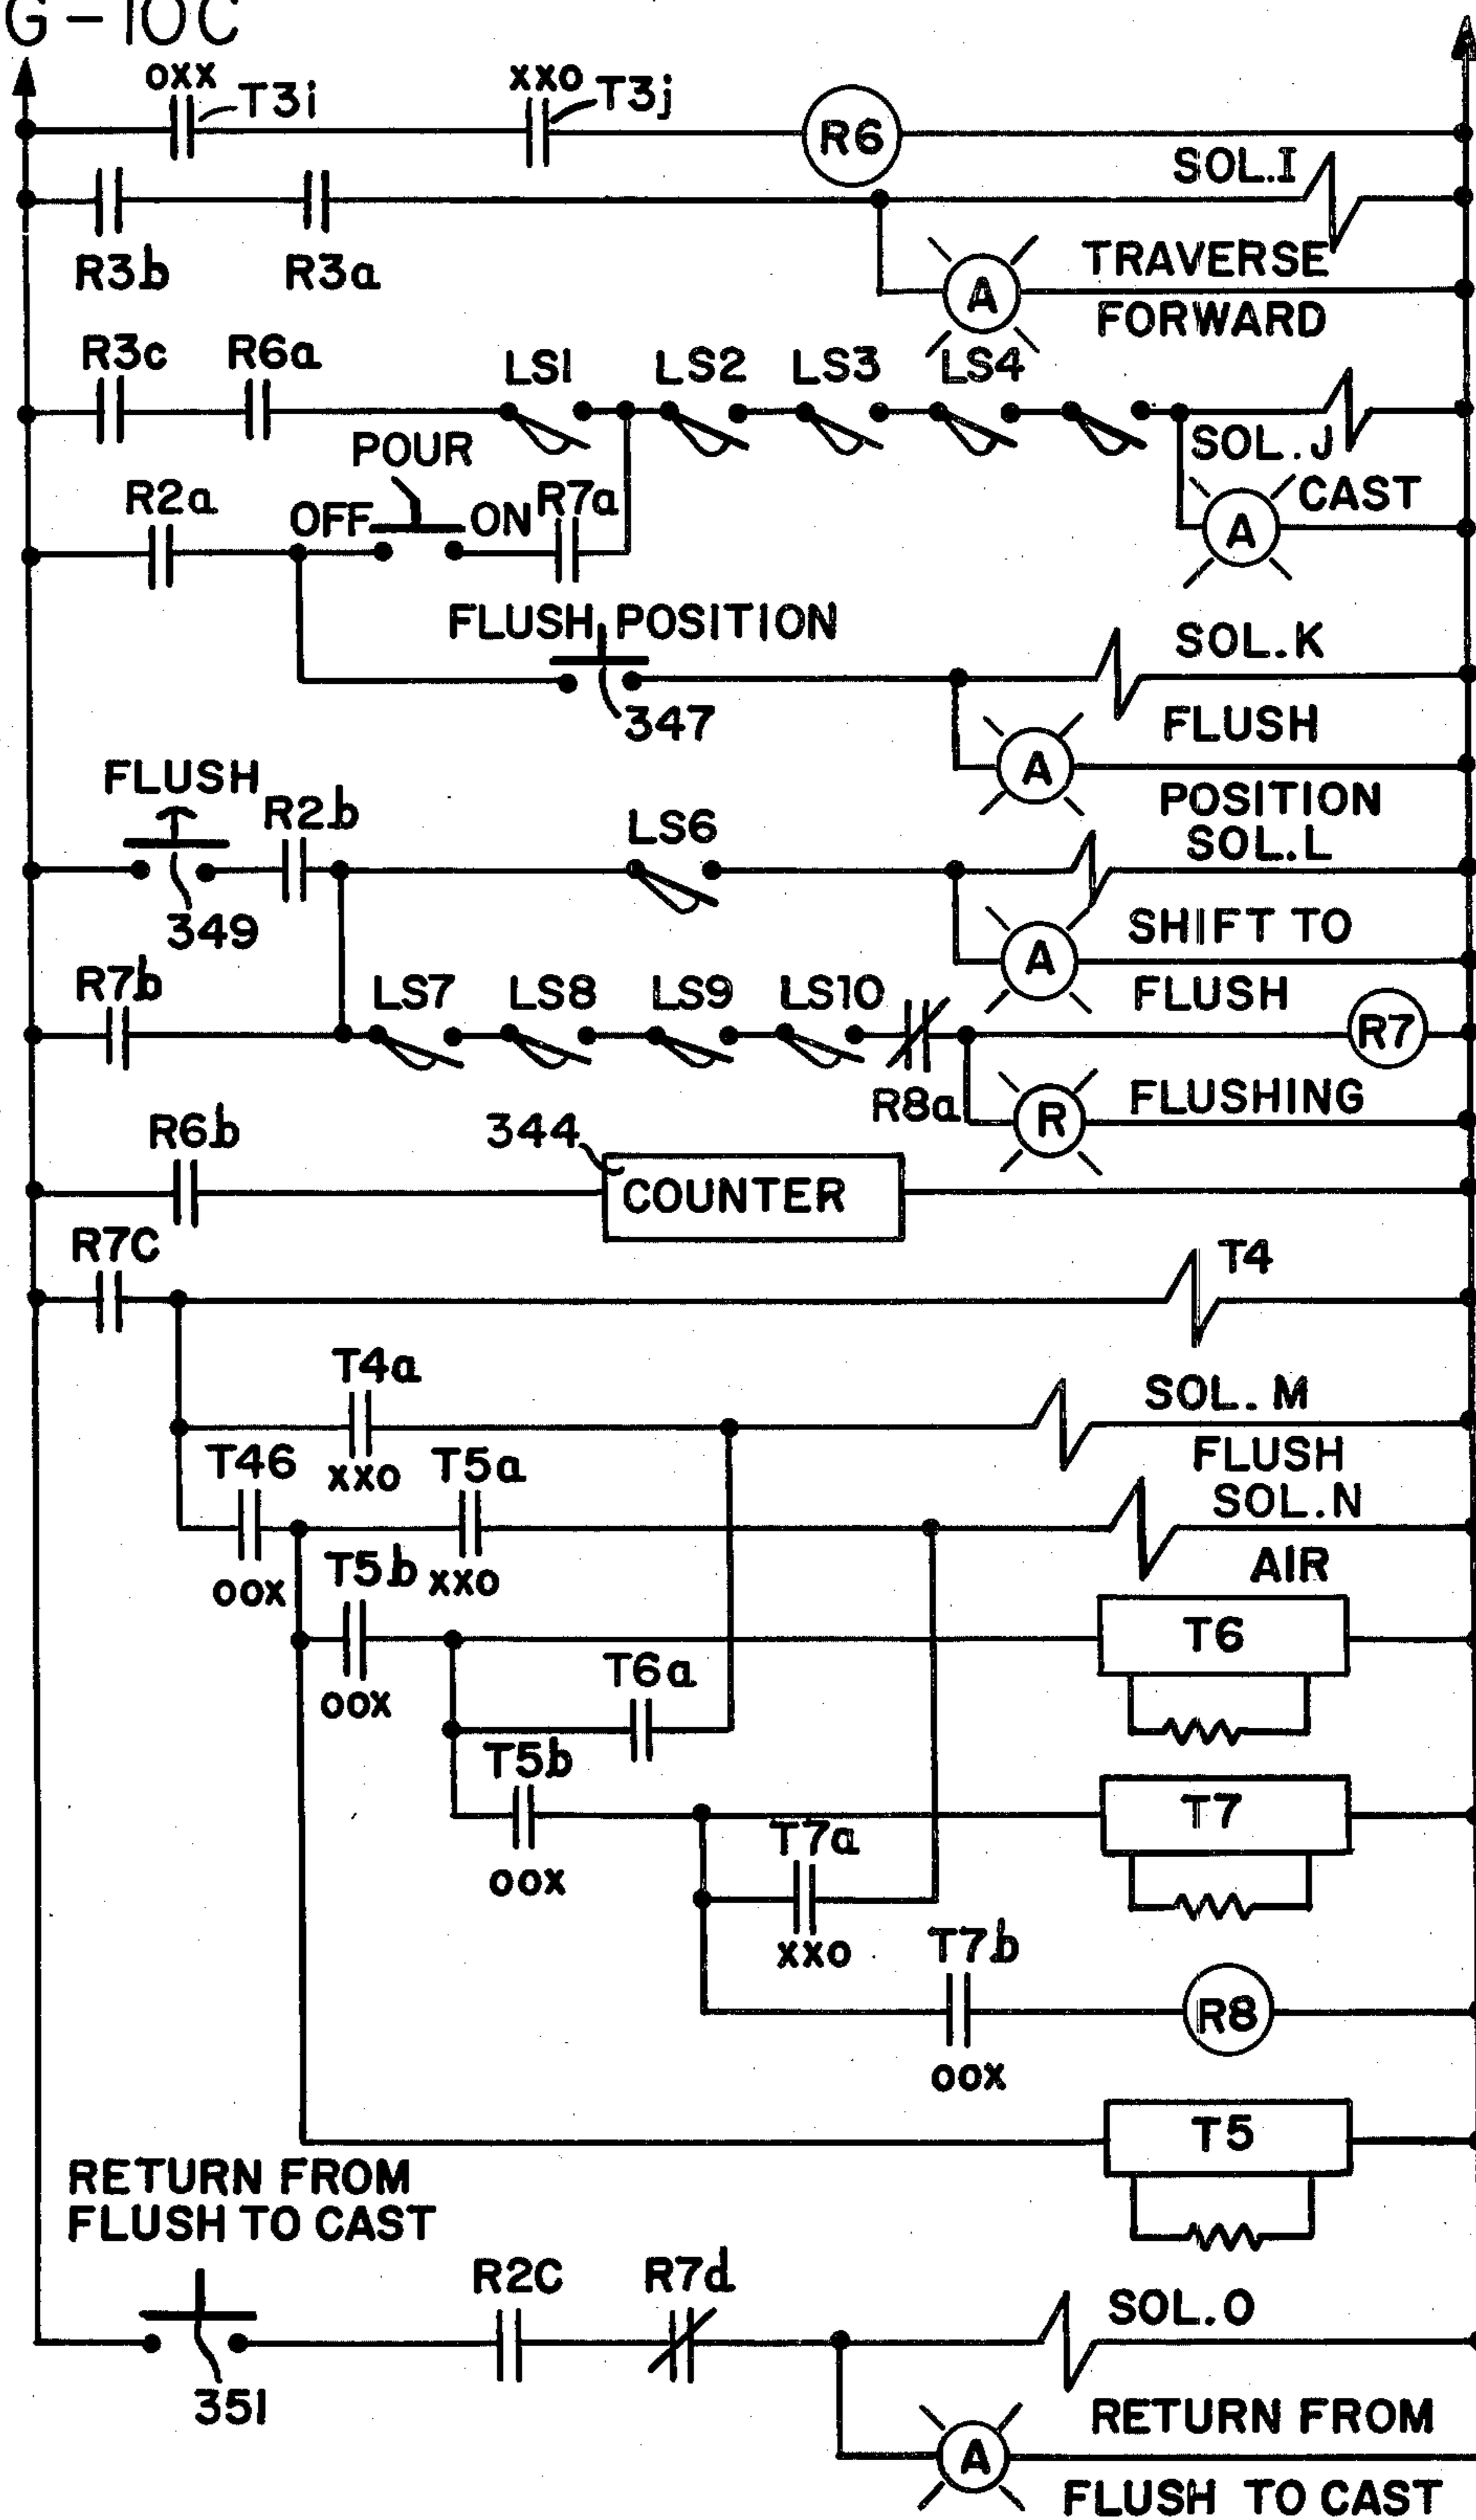 G-10C
oxx T3i xxo T3j
R6
SOL.I
R3b R3a
A TRAVERSE
FORWARD
R3c R6a LS1 LS2 LS3 LS4
POUR SOL.J
R2a OFF ON R7a CAST
A
FLUSH POSITION SOL.K
347 FLUSH
A
POSITION
FLUSH R2b LS6 SOL.L
349 SHIFT TO
A
FLUSH
R7b LS7 LS8 LS9 LS10 R7
R8a R FLUSHING
R6b 344
COUNTER
R7C T4
T4a SOL.M
xxo FLUSH
T46 T5a SOL.N
oox T5b xxo AIR
T6
oox T6a
T5b T7
oox T7a
xxo T7b
R8
oox
T5
RETURN FROM
FLUSH TO CAST
R2C R7d SOL.O
351 RETURN FROM
A
FLUSH TO CAST